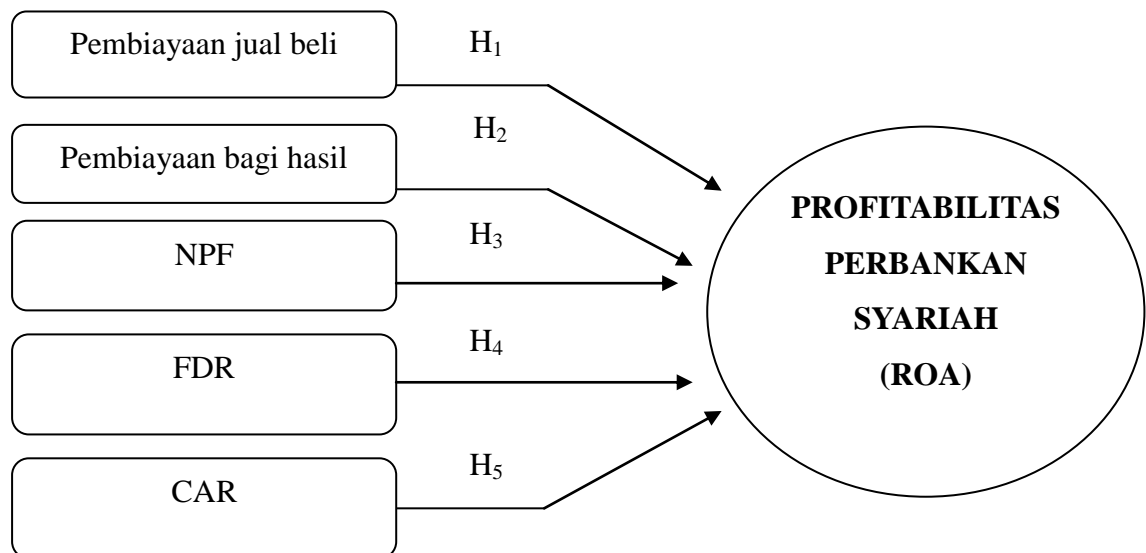 Pembiayaan jual beli
H₁
Pembiayaan bagi hasil
H₂
NPF
H₃
FDR
H₄
CAR
H₅
PROFITABILITAS
PERBANKAN
SYARIAH
(ROA)